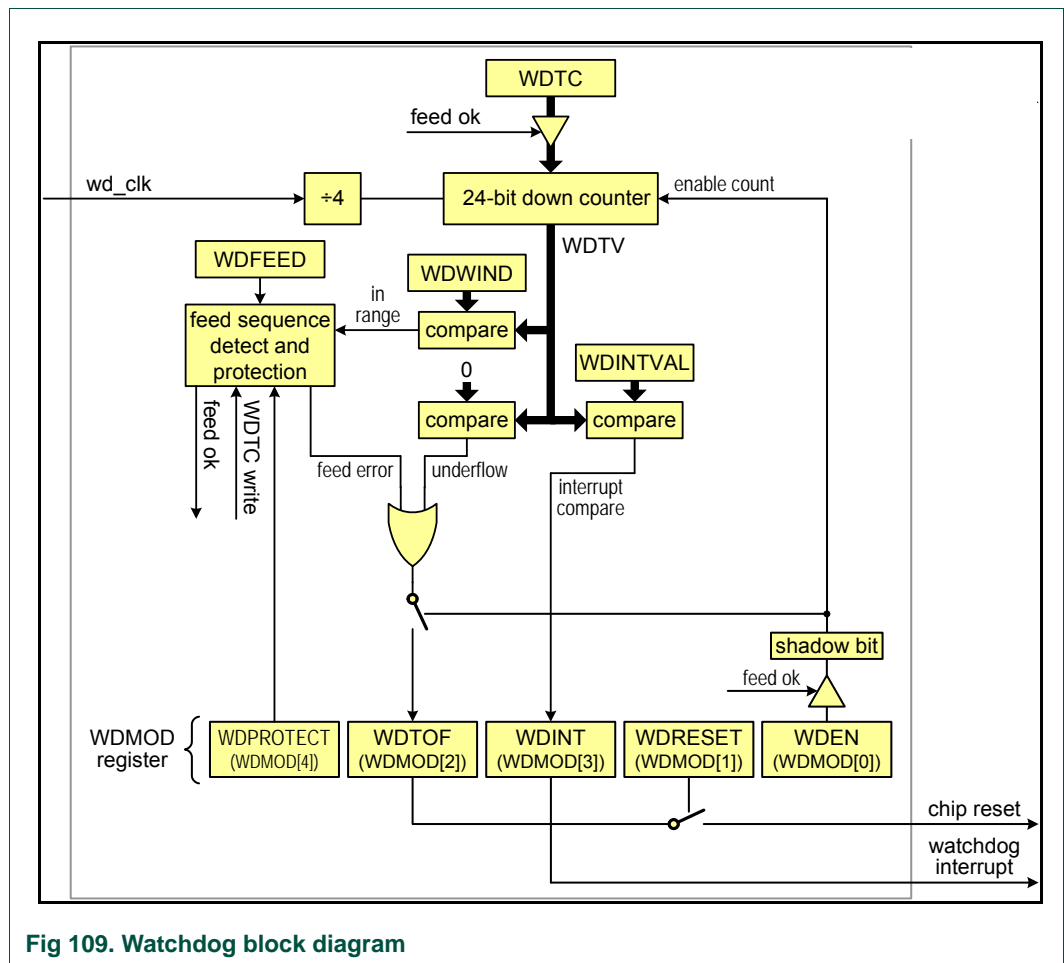 WDTC
feed ok
wd_clk
÷4
24-bit down counter
enable count
WDTV
WDFEED
WDWIND
in
range
feed sequence
detect and
protection
compare
WDINTVAL
0
compare
compare
feed ok
WDTC write
feed error
underflow
interrupt
compare
shadow bit
feed ok
WDMOD
register
WDPROTECT
(WDMOD[4])
WDTOF
(WDMOD[2])
WDINT
(WDMOD[3])
WDRESET
(WDMOD[1])
WDEN
(WDMOD[0])
chip reset
watchdog
interrupt
Fig 109. Watchdog block diagram